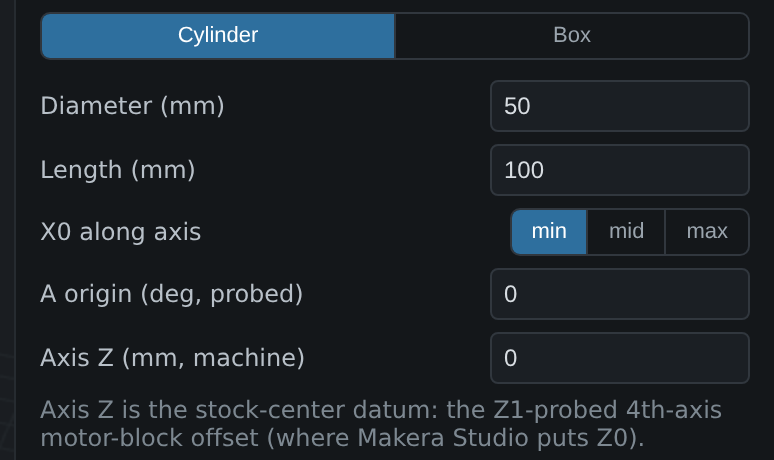 Cylinder Box
Diameter (mm) 50
Length (mm) 100
X0 along axis min mid max
A origin (deg, probed) 0
Axis Z (mm, machine) 0
Axis Z is the stock-center datum: the Z1-probed 4th-axis
motor-block offset (where Makera Studio puts Z0).